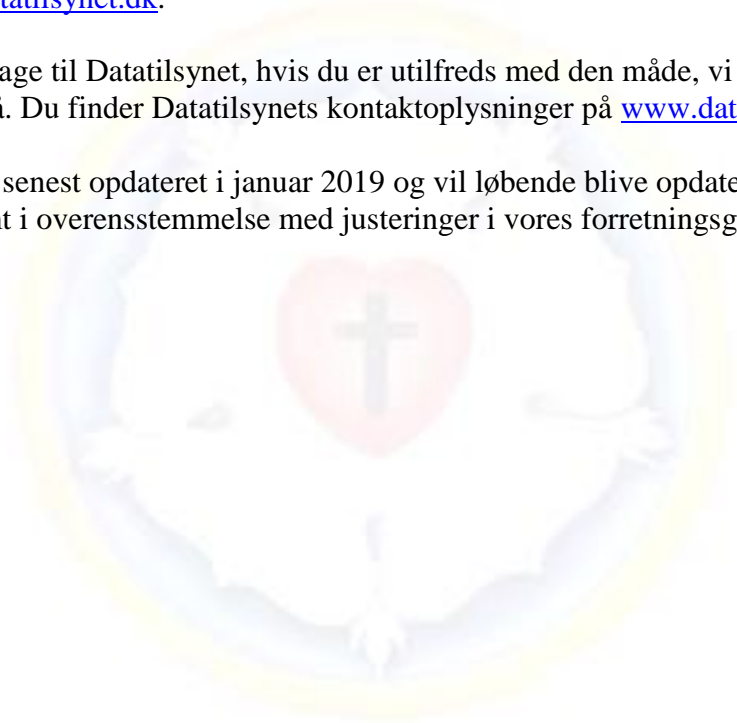 tatilsynet.dk.
age til Datatilsynet, hvis du er utilfreds med den måde, vi
å. Du finder Datatilsynets kontaktoplysninger på www.dat
senest opdateret i januar 2019 og vil løbende blive opdate
t i overensstemmelse med justeringer i vores forretningsg